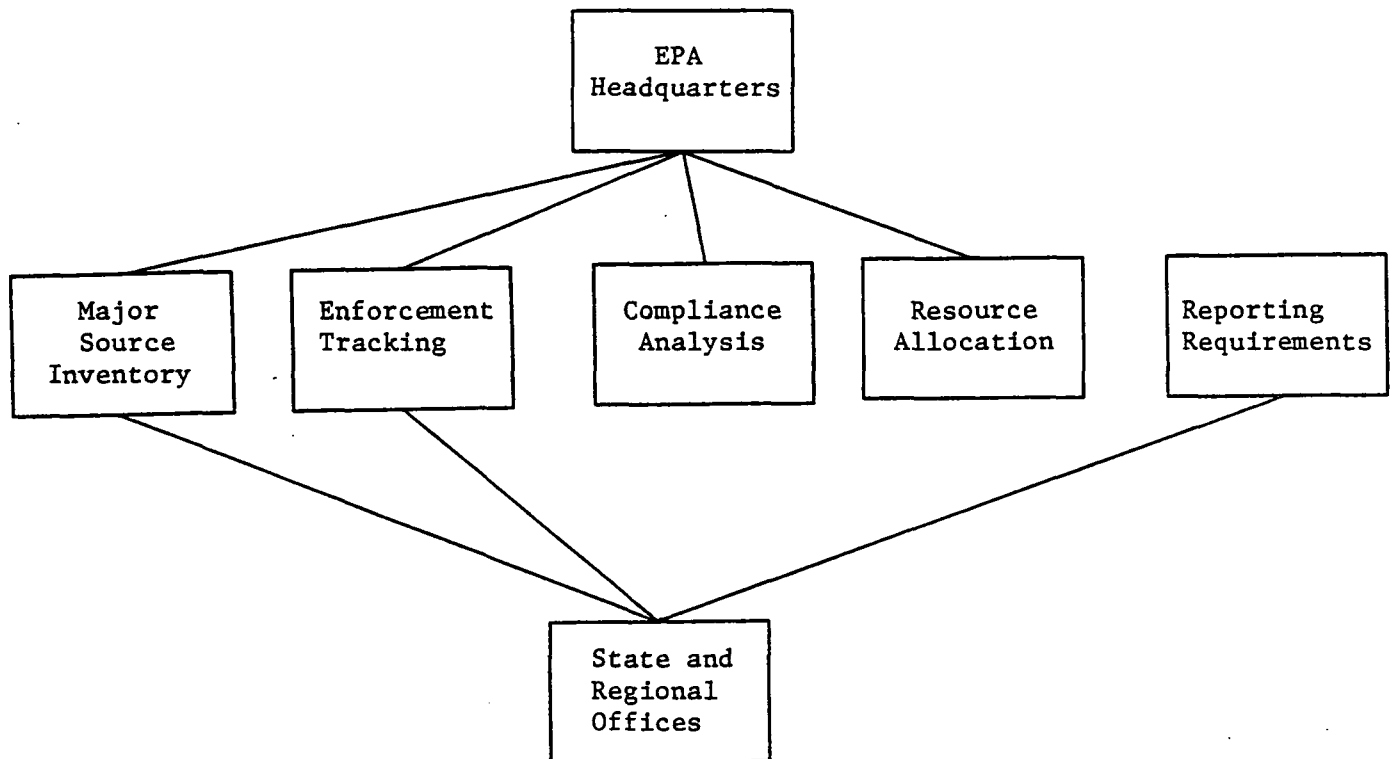 EPA
Headquarters
Major
Source
Inventory
Enforcement
Tracking
Compliance
Analysis
Resource
Allocation
Reporting
Requirements
State and
Regional
Offices